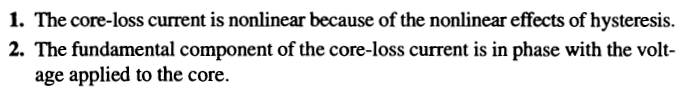 1. The core-loss current is nonlinear because of the nonlinear effects of hysteresis.
2. The fundamental component of the core-loss current is in phase with the volt-
age applied to the core.